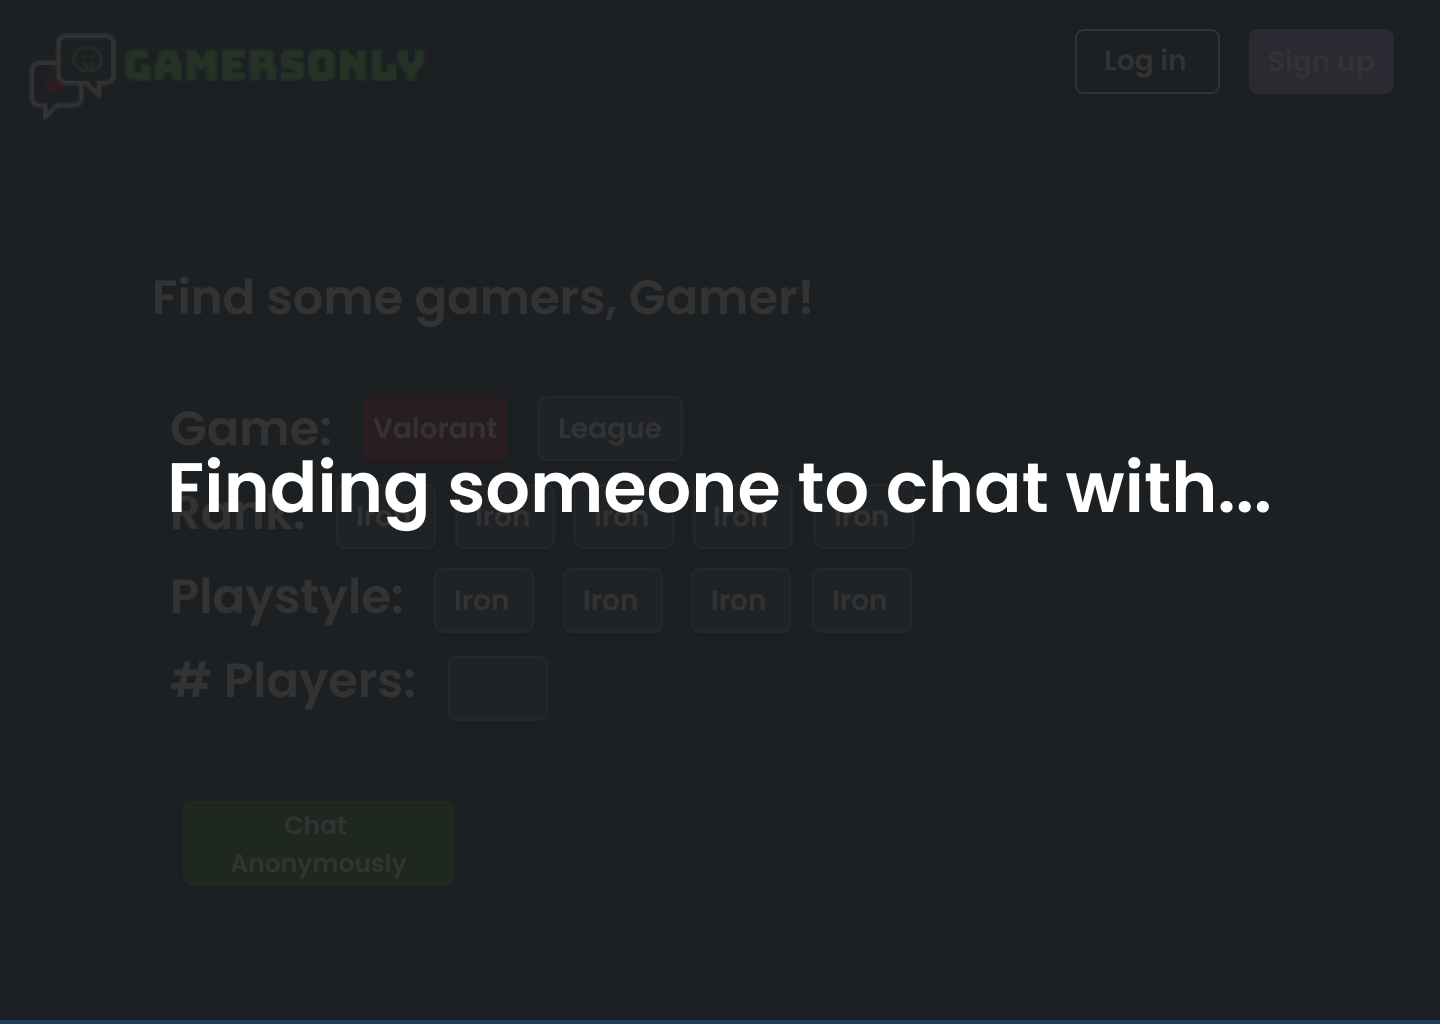 GAMERSONLY
Log in
Sign up
Find some gamers, Gamer!
Game: Valorant League
Finding someone to chat with...
Rank: Iron Iron Iron Iron Iron
Playstyle: Iron Iron Iron Iron
# Players:
Chat
Anonymously